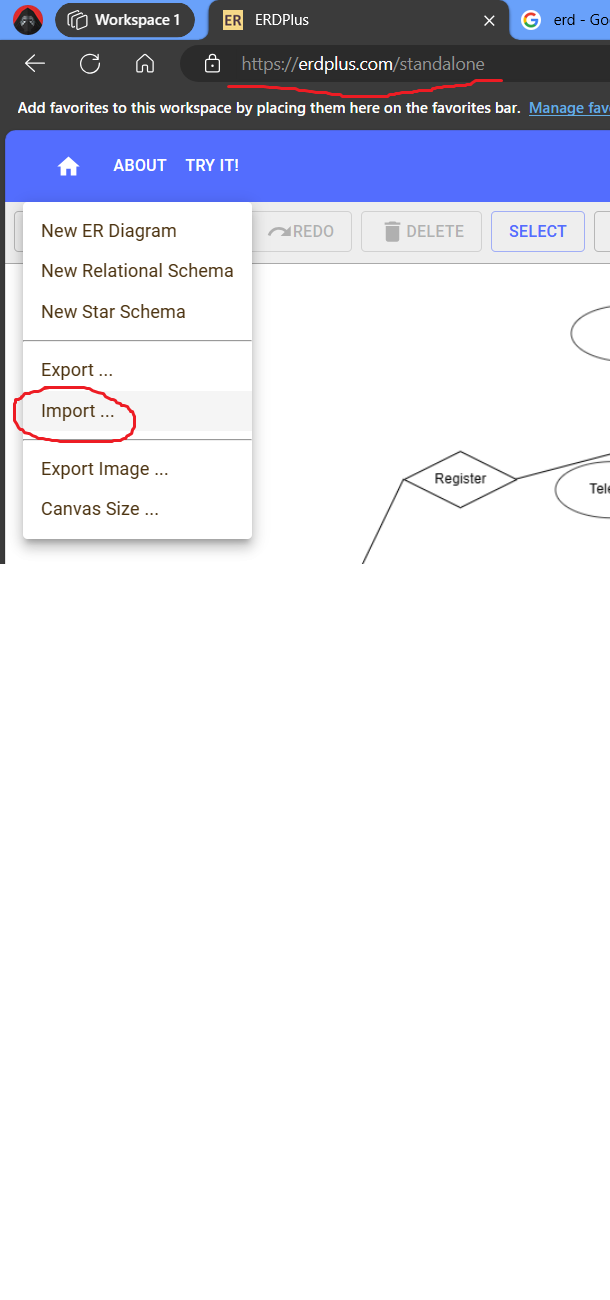 Workspace 1
ER ERDPlus
erd - Go
https://erdplus.com/standalone
Add favorites to this workspace by placing them here on the favorites bar. Manage fav
ABOUT TRY IT!
REDO DELETE SELECT
New ER Diagram
New Relational Schema
New Star Schema
Export ...
Import ...
Export Image ...
Canvas Size ...
Register
Tele